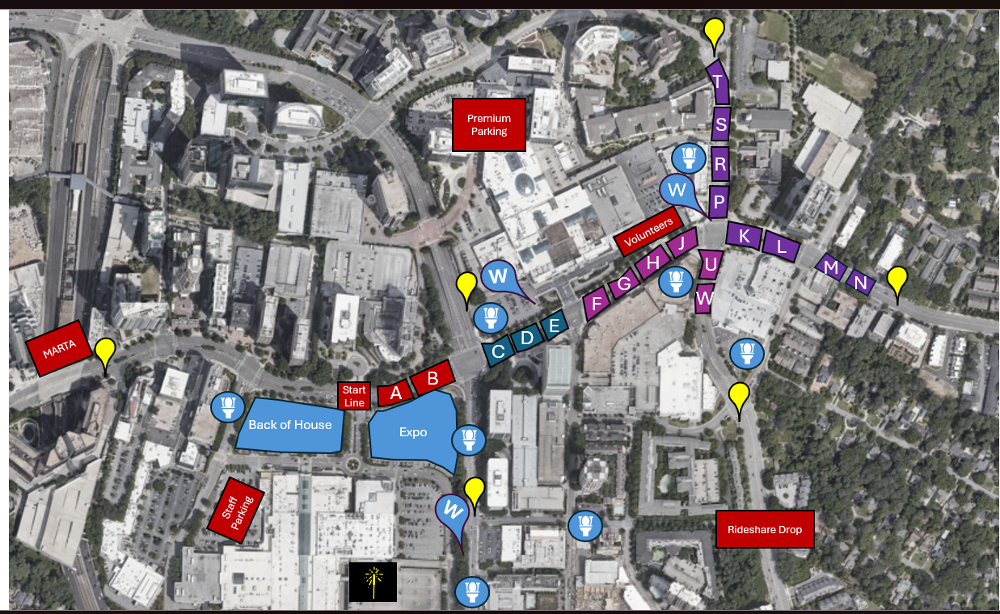 T
Premium
Parking
S
R
W
P
Volunteers
K
L
J
H
U
M
N
G
W
W
F
E
D
C
MARTA
B
A
Start
Line
Back of House
Expo
Staff
Parking
W
Rideshare Drop